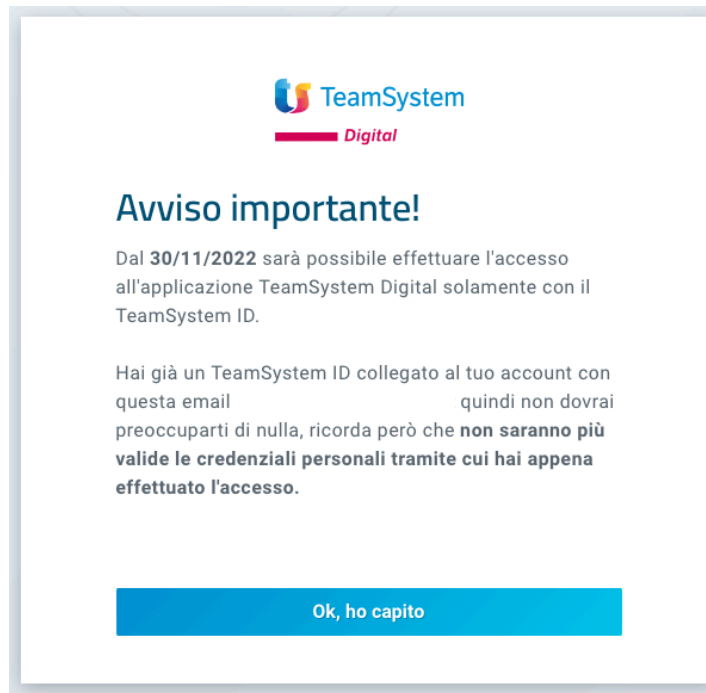 TeamSystem
Digital
Avviso importante!
Dal 30/11/2022 sarà possibile effettuare l'accesso
all'applicazione TeamSystem Digital solamente con il
TeamSystem ID.
Hai già un TeamSystem ID collegato al tuo account con
questa email quindi non dovrai
preoccuparti di nulla, ricorda però che non saranno più
valide le credenziali personali tramite cui hai appena
effettuato l'accesso.
Ok, ho capito